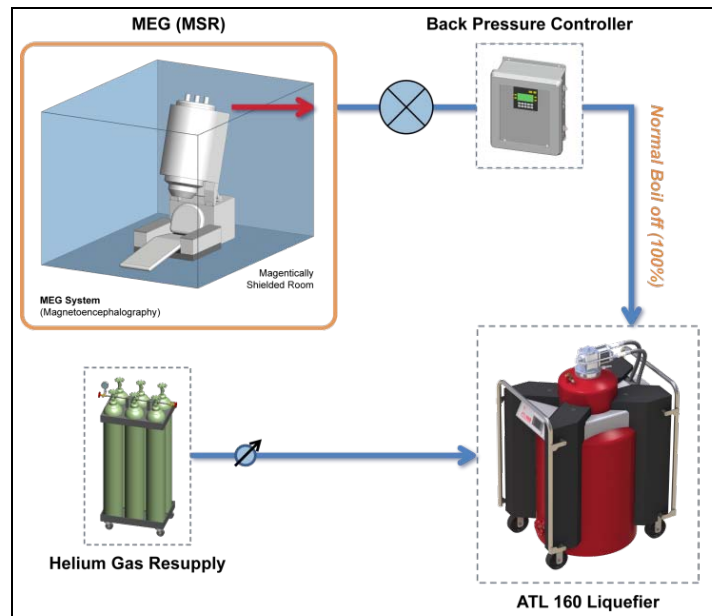 MEG (MSR)
Back Pressure Controller
Normal Boil off (100%)
Magentically
Shielded Room
MEG System
(Magnetoencephalography)
Helium Gas Resupply
ATL 160 Liquefier